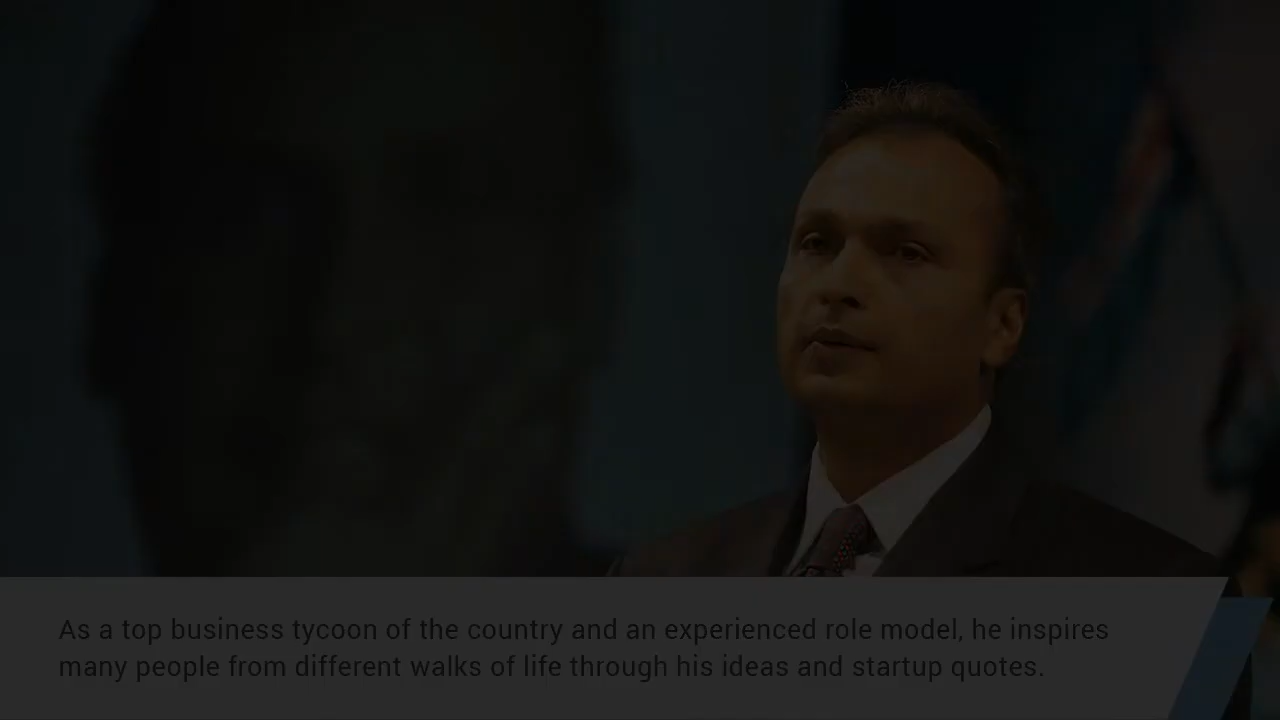 As a top business tycoon of the country and an experienced role model, he inspires
many people from different walks of life through his ideas and startup quotes.